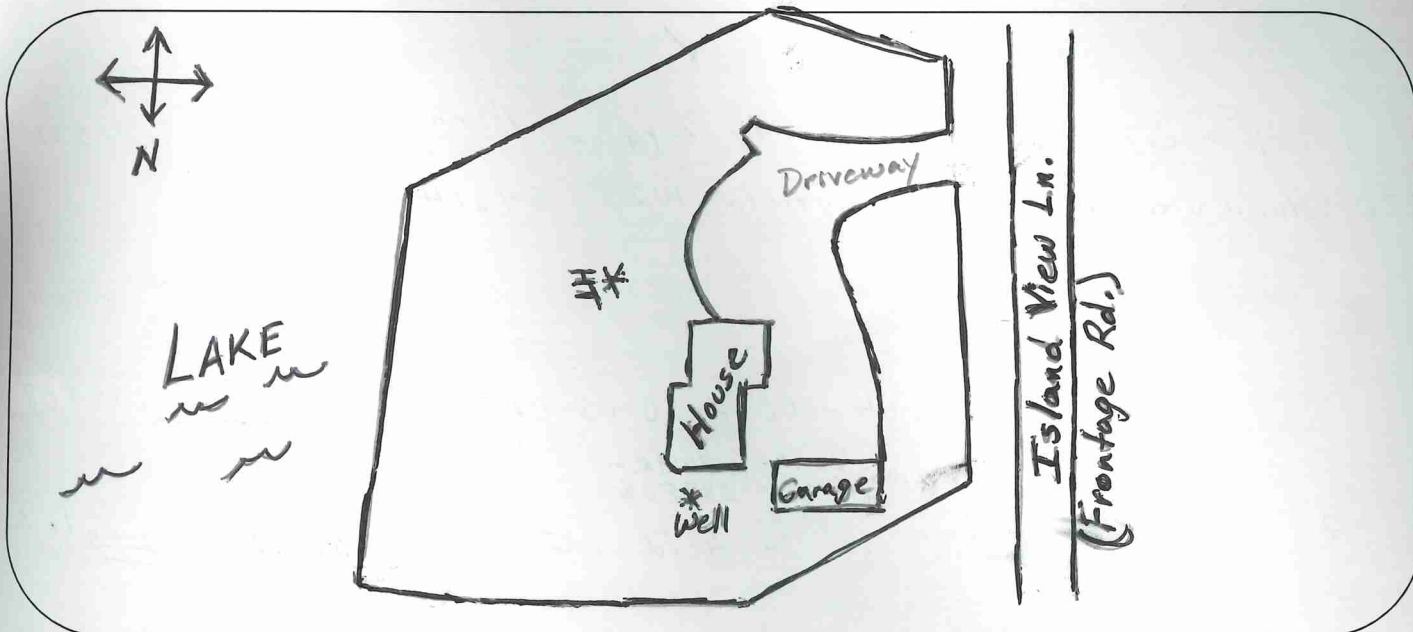 N
Driveway
LAKE
House
Garage
*
Well
Island View Ln.
(Frontage Rd.)